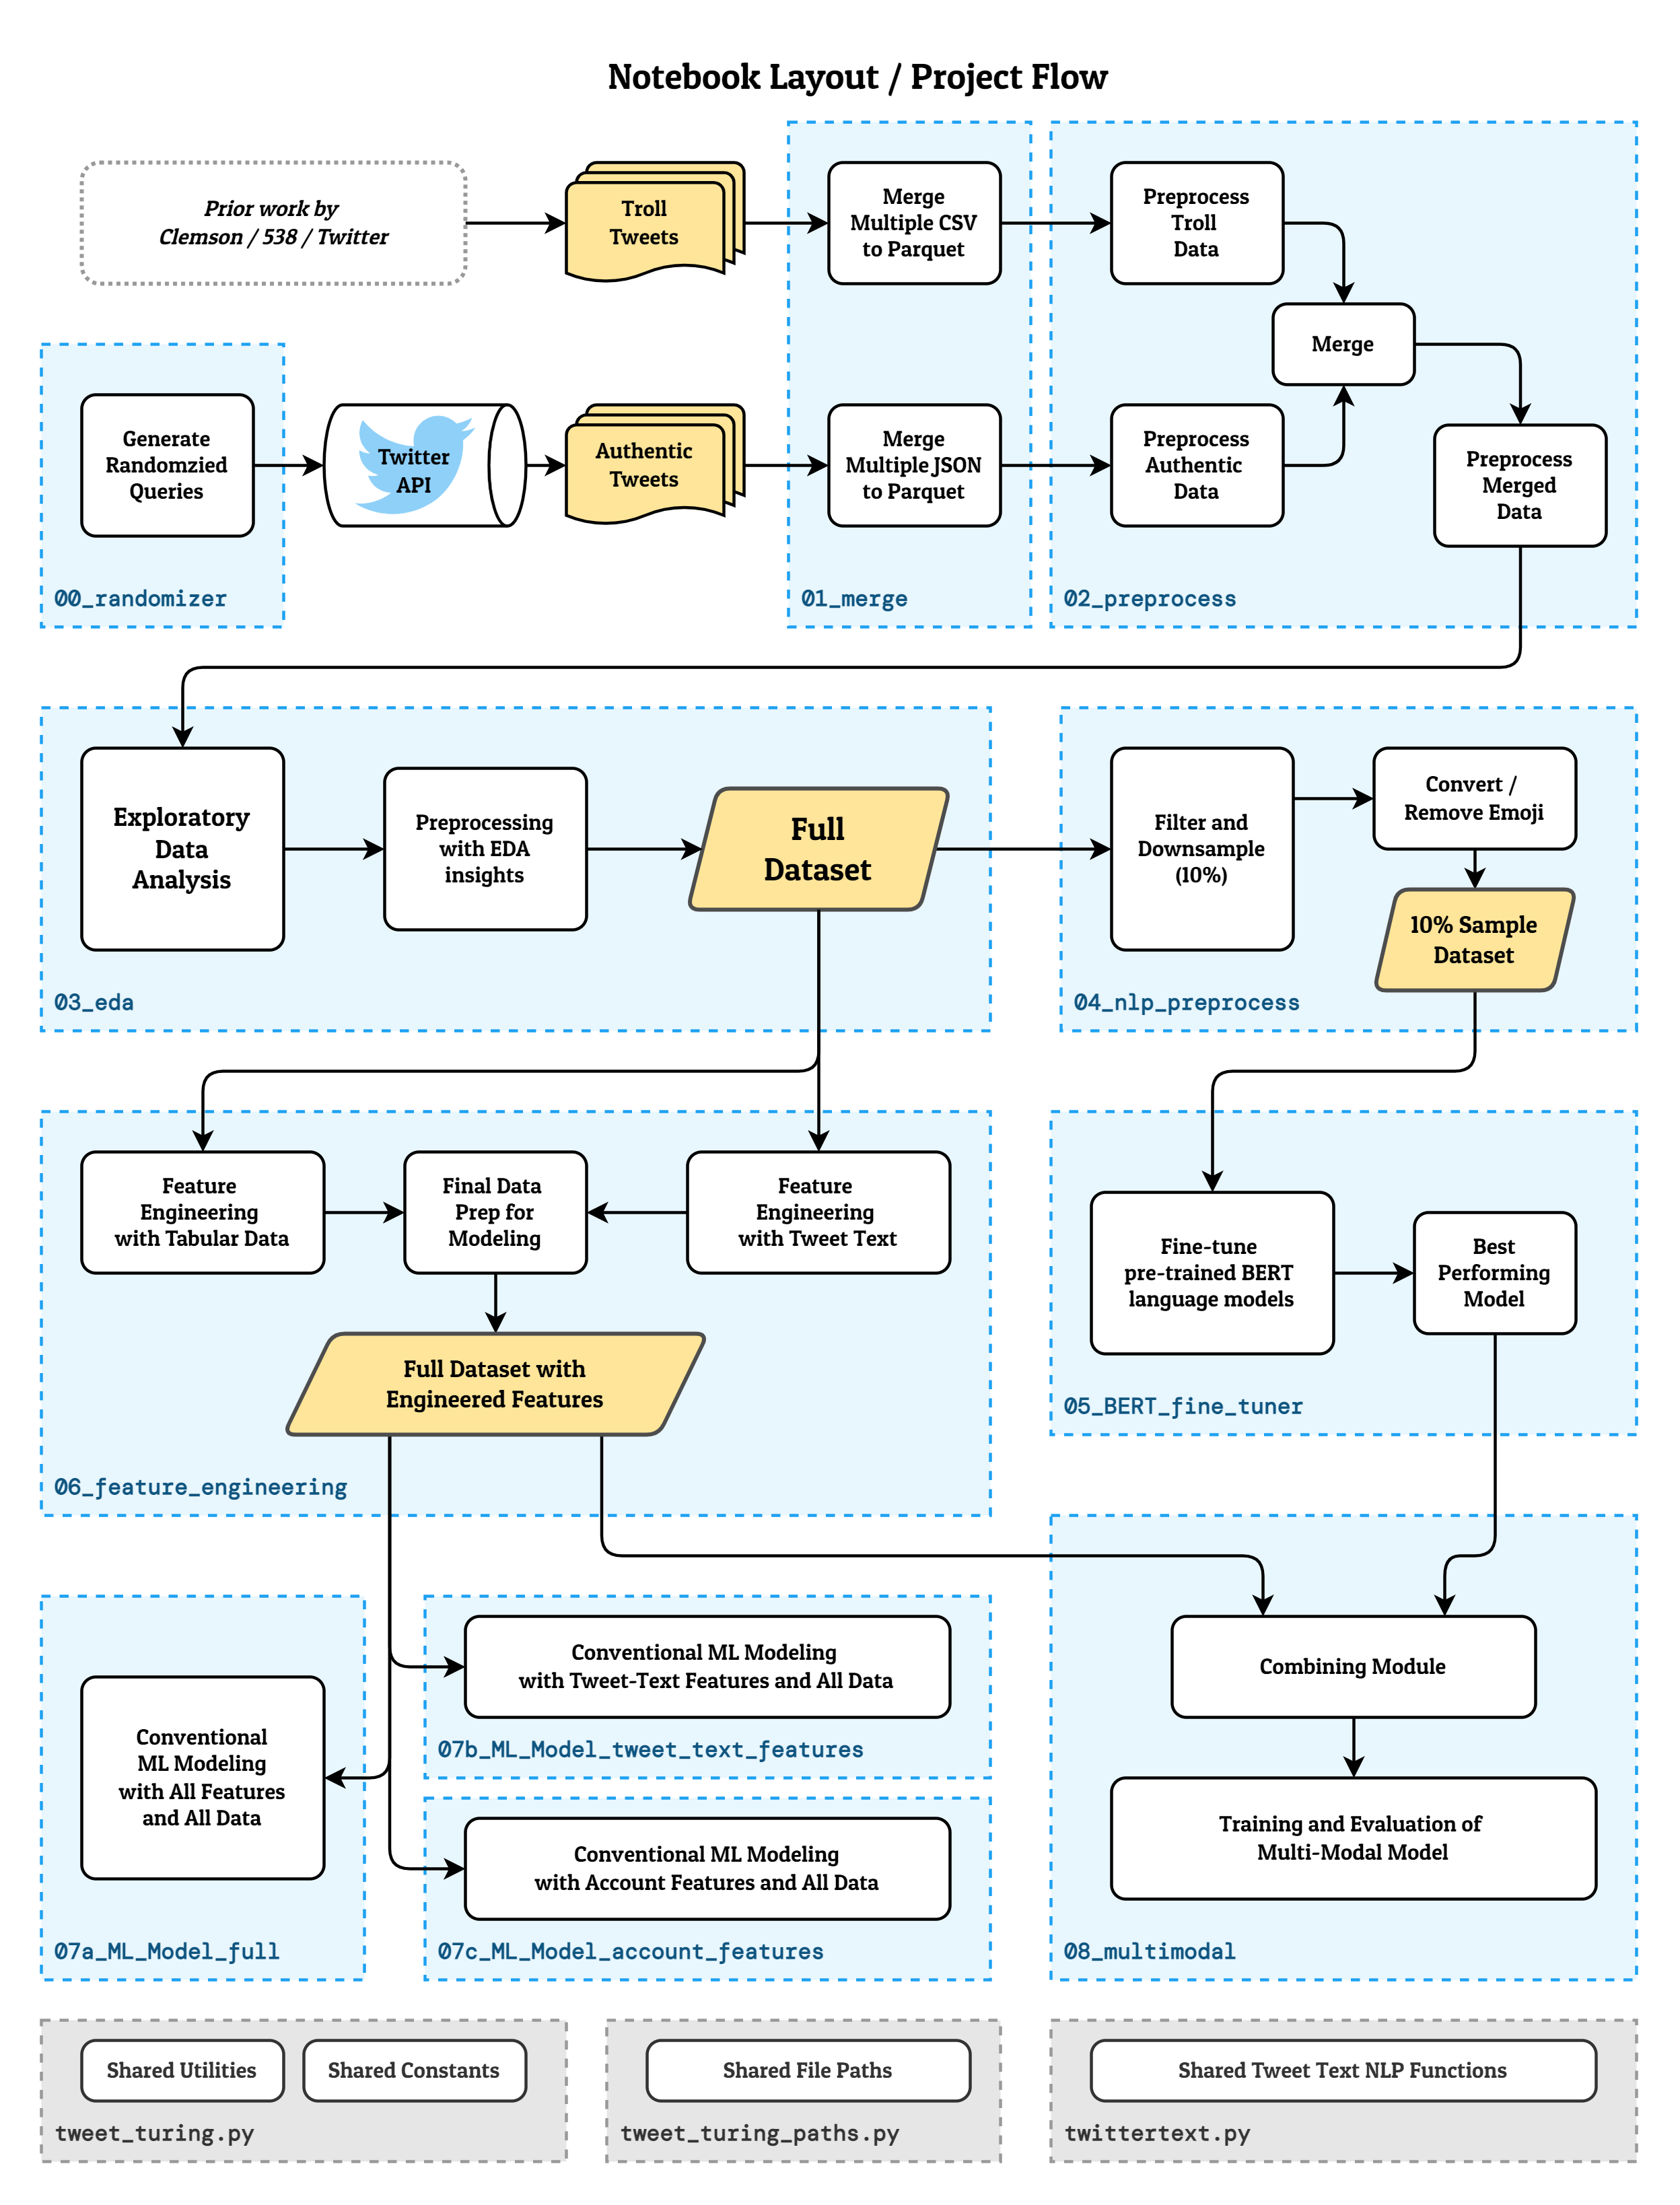 Notebook Layout / Project Flow
Prior work by
Clemson / 538 / Twitter
Troll
Tweets
Merge
Multiple CSV
to Parquet
Preprocess
Troll
Data
Merge
Generate
Randomzied
Queries
Twitter
API
Authentic
Tweets
Merge
Multiple JSON
to Parquet
Preprocess
Authentic
Data
Preprocess
Merged
Data
00_randomizer
01_merge
02_preprocess
Exploratory
Data
Analysis
Preprocessing
with EDA
insights
Full
Dataset
03_eda
Filter and
Downsample
(10%)
Convert /
Remove Emoji
10% Sample
Dataset
04_nlp_preprocess
Feature
Engineering
with Tabular Data
Final Data
Prep for
Modeling
Feature
Engineering
with Tweet Text
Full Dataset with
Engineered Features
06_feature_engineering
Fine-tune
pre-trained BERT
language models
Best
Performing
Model
05_BERT_fine_tuner
Conventional
ML Modeling
with All Features
and All Data
07a_ML_Model_full
Conventional ML Modeling
with Tweet-Text Features and All Data
07b_ML_Model_tweet_text_features
Conventional ML Modeling
with Account Features and All Data
07c_ML_Model_account_features
Combining Module
Training and Evaluation of
Multi-Modal Model
08_multimodal
Shared Utilities
Shared Constants
tweet_turing.py
Shared File Paths
tweet_turing_paths.py
Shared Tweet Text NLP Functions
twittertext.py